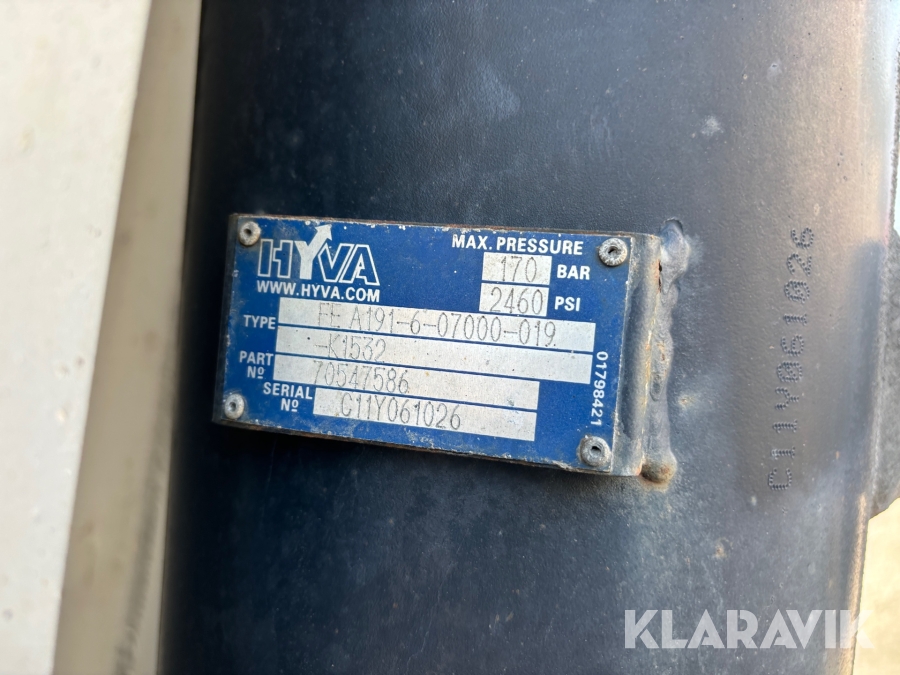 HYVA
WWW.HYVA.COM
MAX. PRESSURE
170 BAR
2460 PSI
TYPE FE A191-6-07000-019
-K1532
PART Nº 70547586
SERIAL Nº C11Y061026
01798421
C11Y061026
KLARAVIK